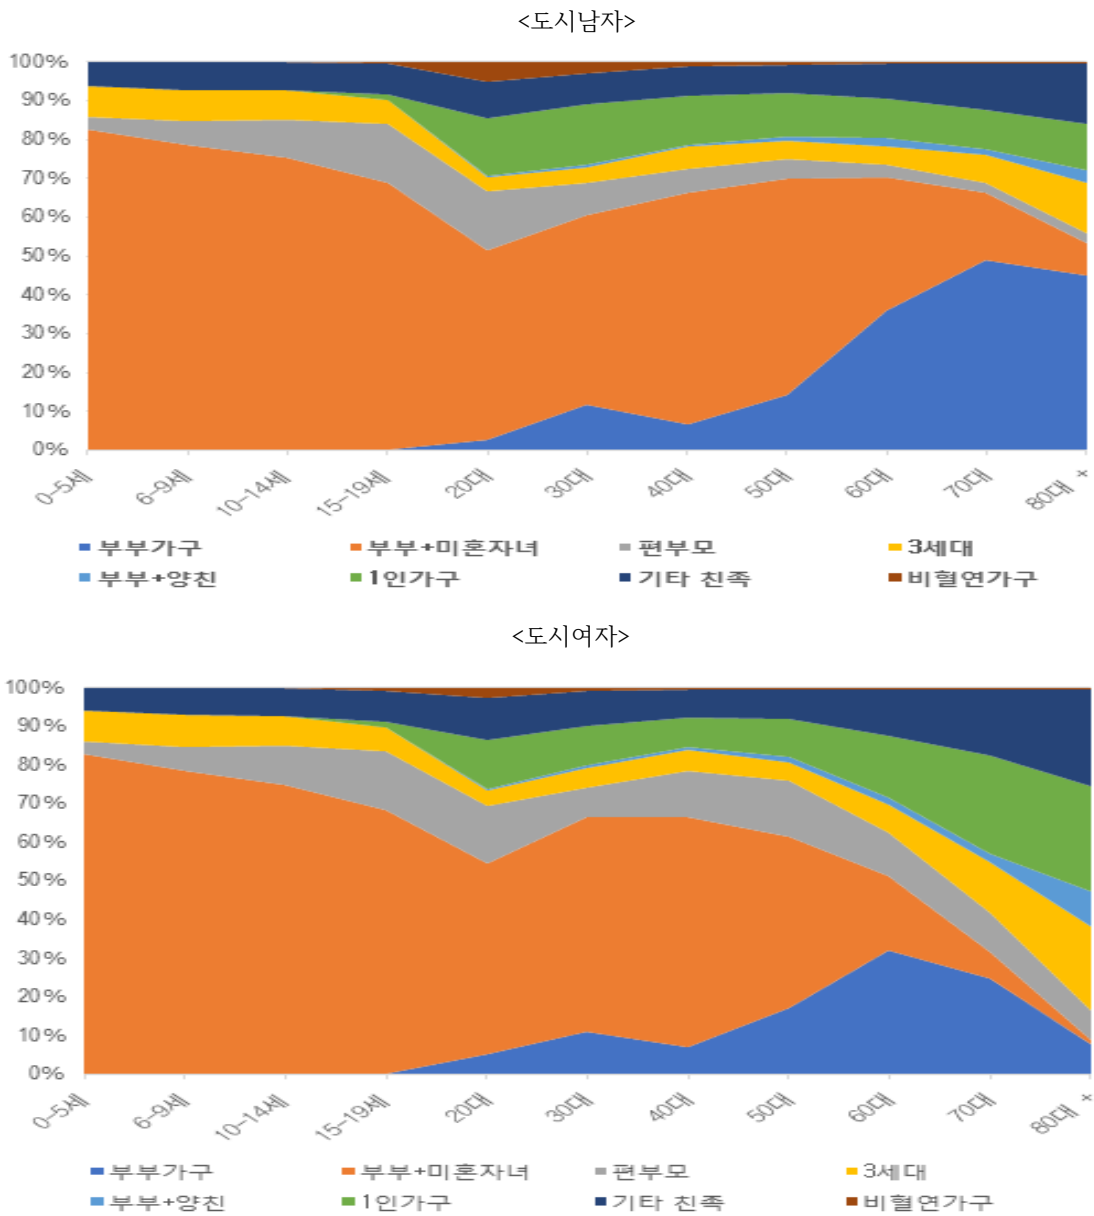 <도시남자>
100%
90%
80%
70%
60%
50%
40%
30%
20%
10%
0%
0-5세 6-9세 10-14세 15-19세 20대 30대 40대 50대 60대 70대 80대 +
부부가구 부부+미혼자녀 편부모 3세대
부부+양친 1인가구 기타 친족 비혈연가구
<도시여자>
100%
90%
80%
70%
60%
50%
40%
30%
20%
10%
0%
0-5세 6-9세 10-14세 15-19세 20대 30대 40대 50대 60대 70대 80대 +
부부가구 부부+미혼자녀 편부모 3세대
부부+양친 1인가구 기타 친족 비혈연가구